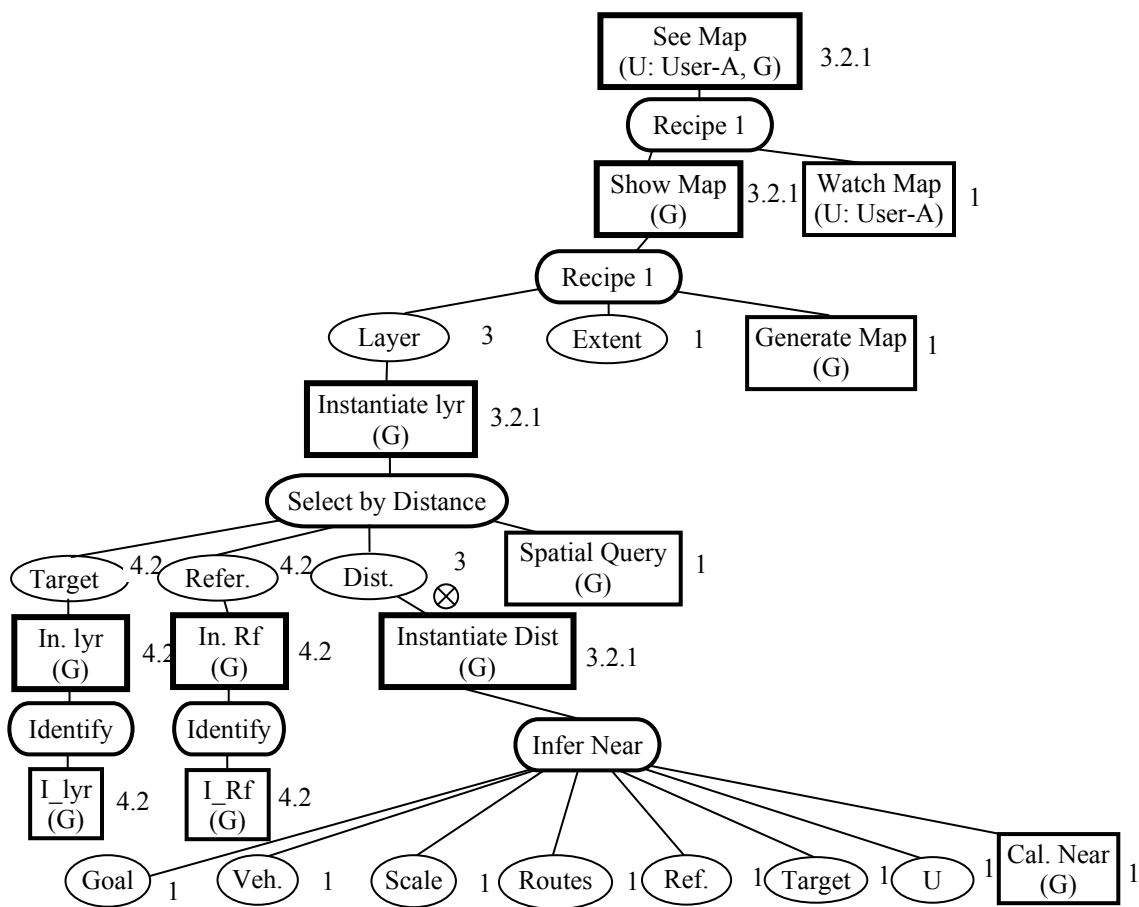 See Map
(U: User-A, G)
3.2.1
Recipe 1
Show Map
(G)
3.2.1
Watch Map
(U: User-A)
1
Recipe 1
Layer
3
Extent
1
Generate Map
(G)
1
Instantiate lyr
(G)
3.2.1
Select by Distance
Target
4.2
Refer.
4.2
Dist.
3
Spatial Query
(G)
1
In. lyr
(G)
4.2
In. Rf
(G)
4.2
Instantiate Dist
(G)
3.2.1
Identify
Identify
Infer Near
I_lyr
(G)
4.2
I_Rf
(G)
4.2
Goal
1
Veh.
1
Scale
1
Routes
1
Ref.
1
Target
1
U
1
Cal. Near
(G)
1